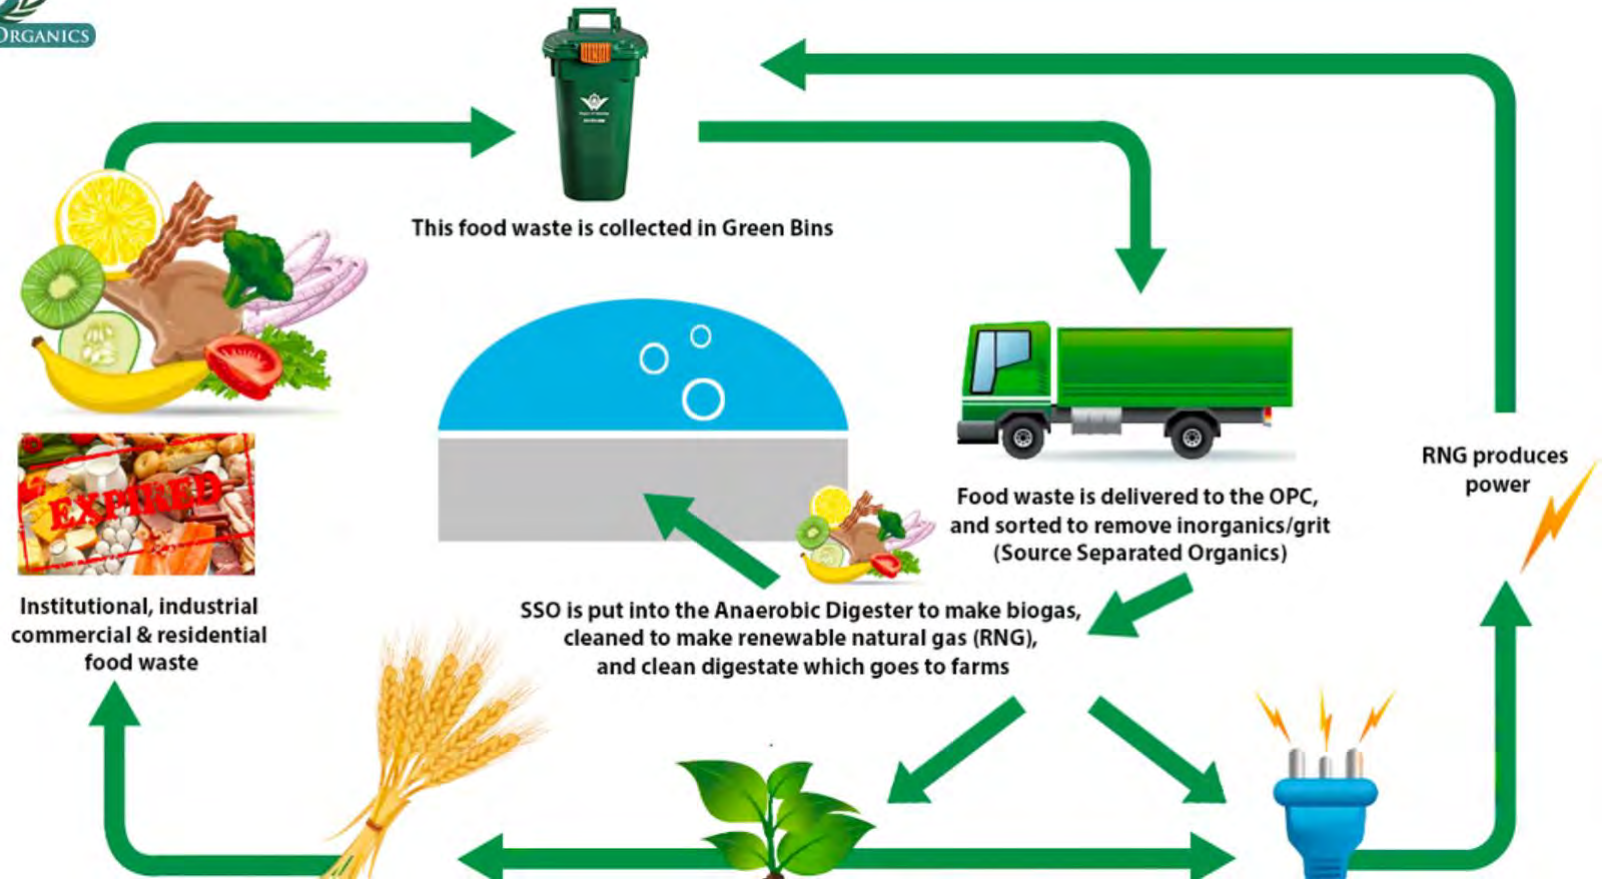 ORGANICS
This food waste is collected in Green Bins
EXPIRED
RNG produces
power
Food waste is delivered to the OPC,
and sorted to remove inorganics/grit
(Source Separated Organics)
Institutional, industrial
commercial & residential
food waste
SSO is put into the Anaerobic Digester to make biogas,
cleaned to make renewable natural gas (RNG),
and clean digestate which goes to farms